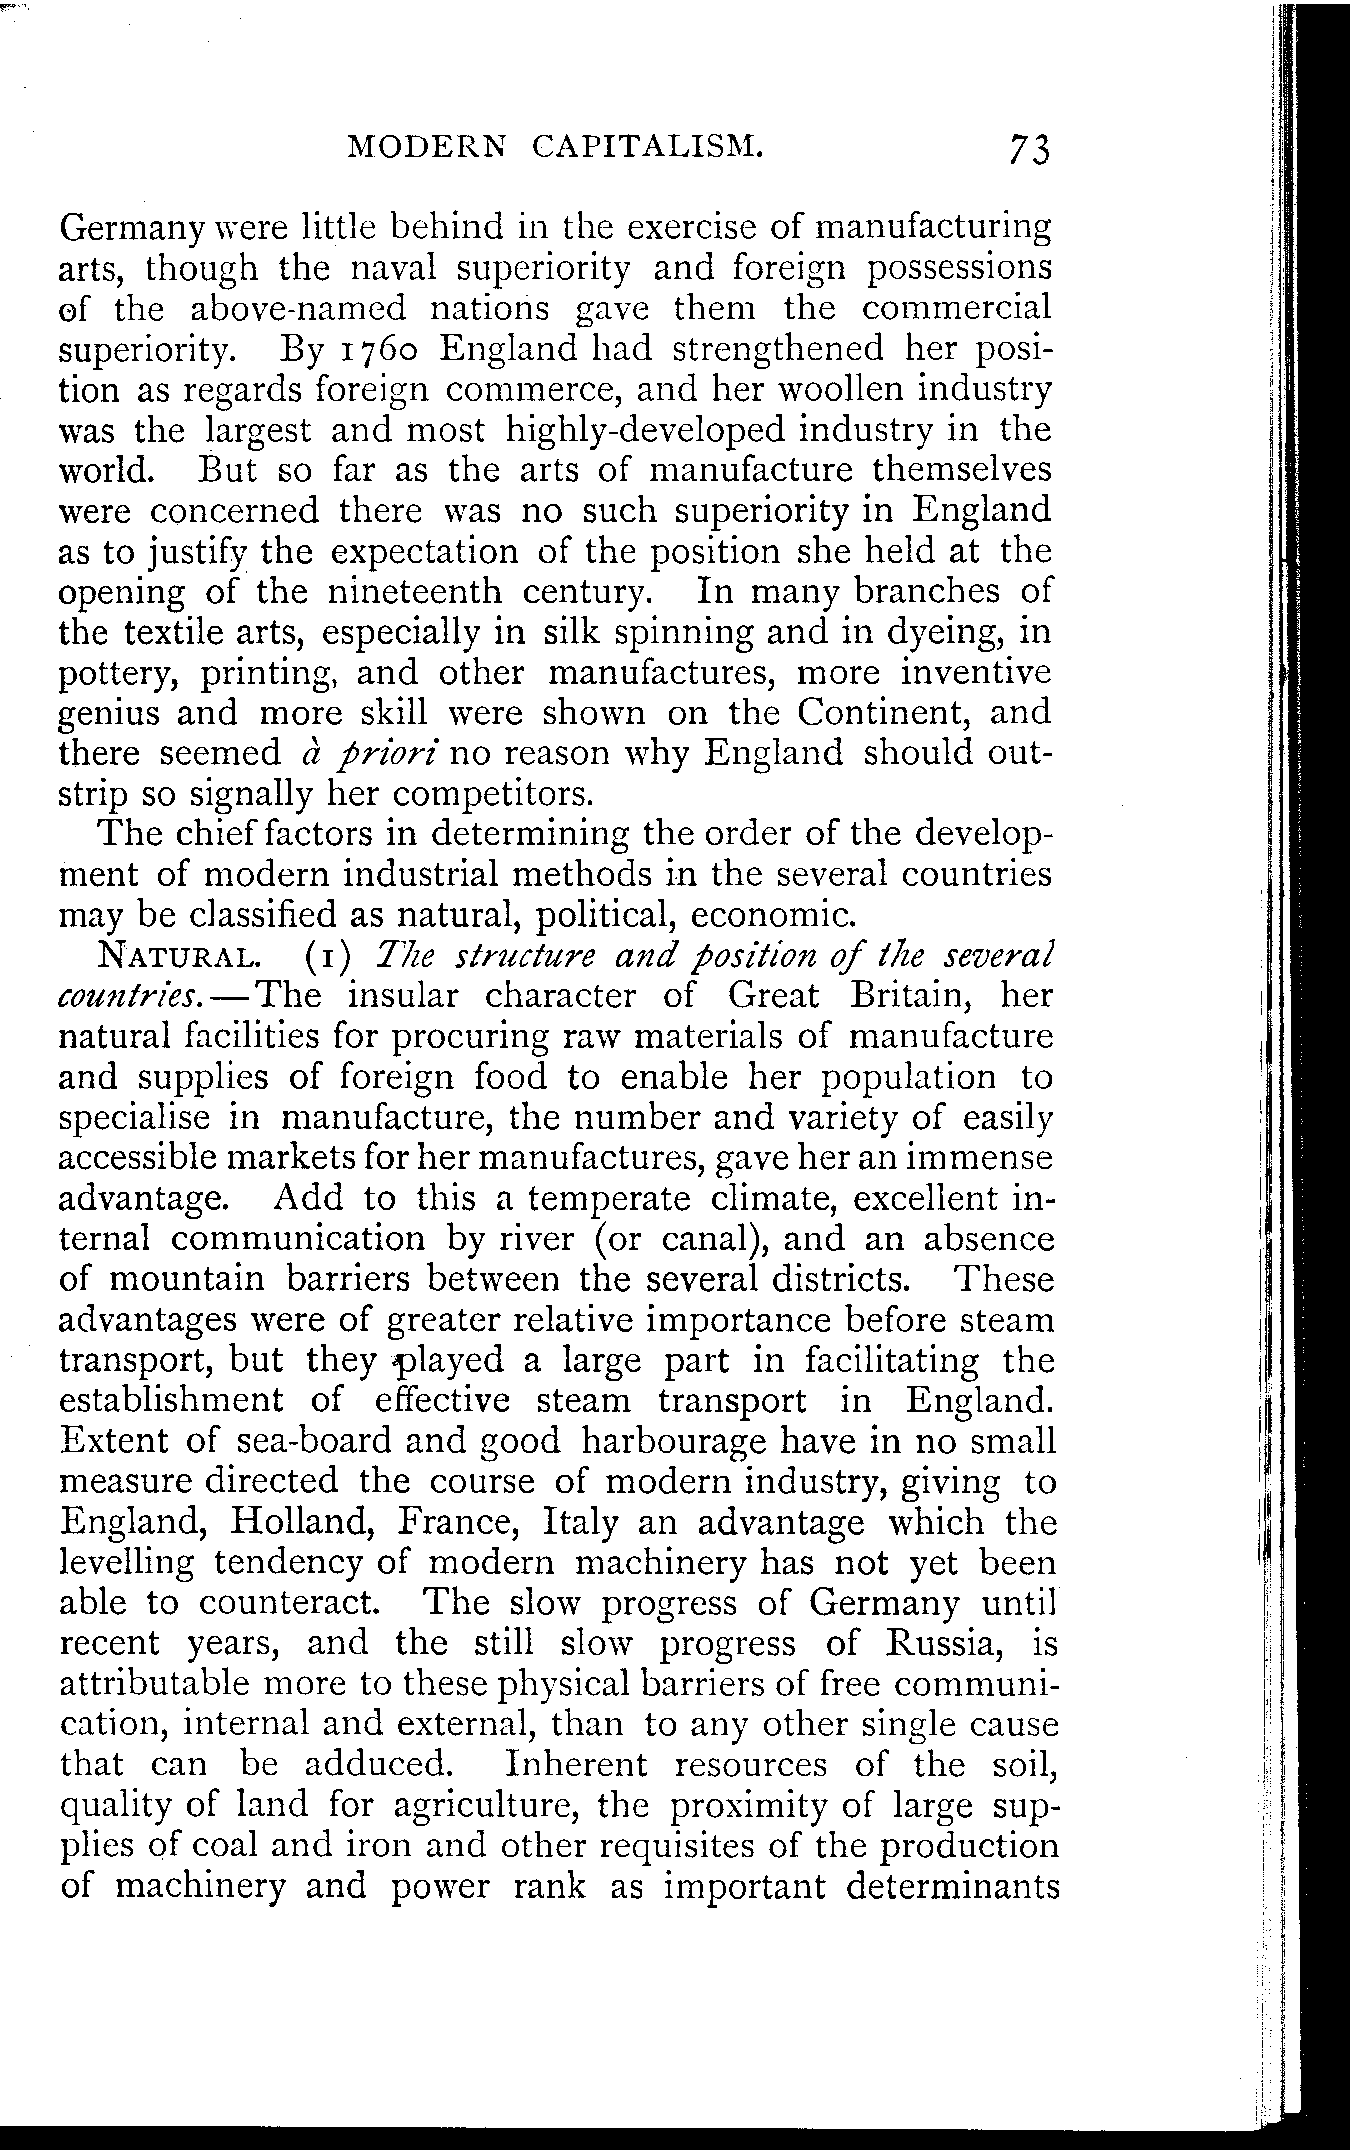 MODERN CAPITALISM. 73
Germany were little behind in the exercise of manufacturing
arts, though the naval superiority and foreign possessions
of the above-named nations gave them the commercial
superiority. By 1760 England had strengthened her posi-
tion as regards foreign commerce, and her woollen industry
was the largest and most highly-developed industry in the
world. But so far as the arts of manufacture themselves
were concerned there was no such superiority in England
as to justify the expectation of the position she held at the
opening of the nineteenth century. In many branches of
the textile arts, especially in silk spinning and in dyeing, in
pottery, printing, and other manufactures, more inventive
genius and more skill were shown on the Continent, and
there seemed à priori no reason why England should out-
strip so signally her competitors.
The chief factors in determining the order of the develop-
ment of modern industrial methods in the several countries
may be classified as natural, political, economic.
NATURAL. (1) The structure and position of the several
countries.—The insular character of Great Britain, her
natural facilities for procuring raw materials of manufacture
and supplies of foreign food to enable her population to
specialise in manufacture, the number and variety of easily
accessible markets for her manufactures, gave her an immense
advantage. Add to this a temperate climate, excellent in-
ternal communication by river (or canal), and an absence
of mountain barriers between the several districts. These
advantages were of greater relative importance before steam
transport, but they played a large part in facilitating the
establishment of effective steam transport in England.
Extent of sea-board and good harbourage have in no small
measure directed the course of modern industry, giving to
England, Holland, France, Italy an advantage which the
levelling tendency of modern machinery has not yet been
able to counteract. The slow progress of Germany until
recent years, and the still slow progress of Russia, is
attributable more to these physical barriers of free communi-
cation, internal and external, than to any other single cause
that can be adduced. Inherent resources of the soil,
quality of land for agriculture, the proximity of large sup-
plies of coal and iron and other requisites of the production
of machinery and power rank as important determinants